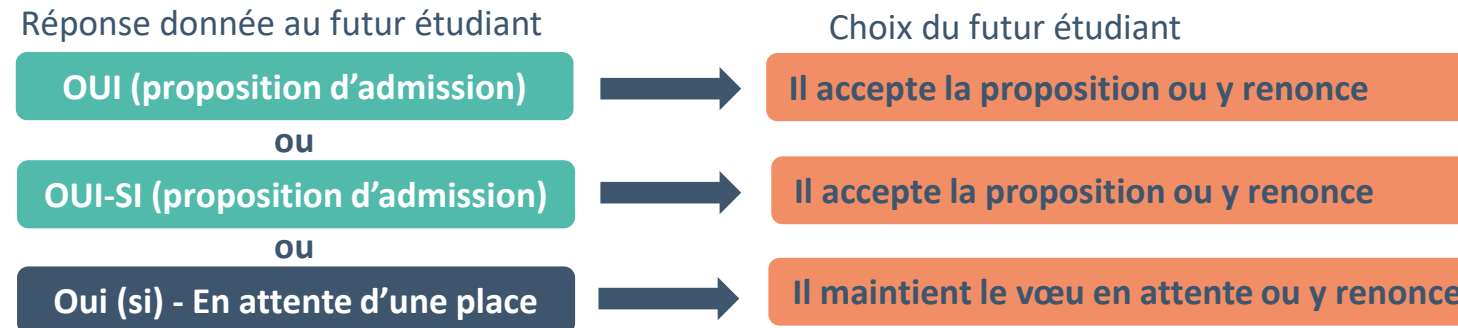 Réponse donnée au futur étudiant
Choix du futur étudiant
OUI (proposition d’admission)
Il accepte la proposition ou y renonce
ou
OUI-SI (proposition d’admission)
Il accepte la proposition ou y renonce
ou
Oui (si) - En attente d’une place
Il maintient le vœu en attente ou y renonce